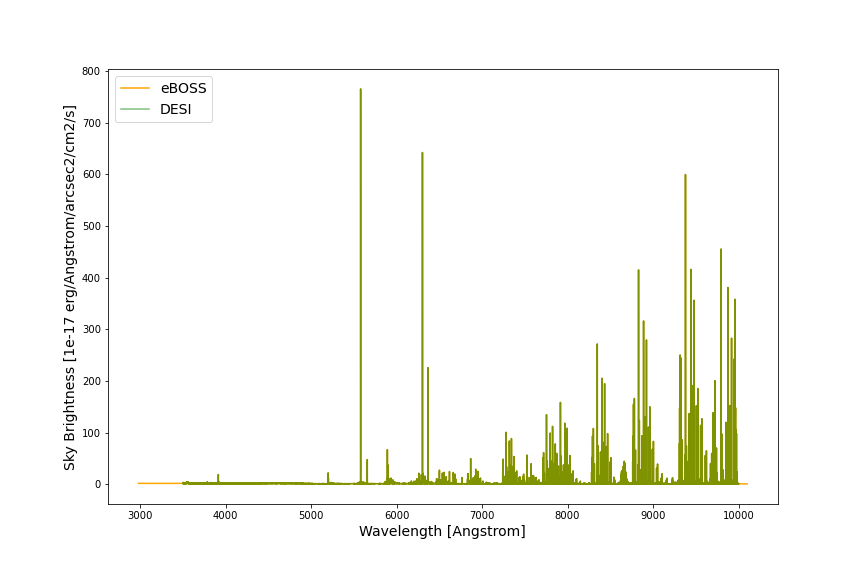 800
700
600
500
400
300
200
100
0
Sky Brightness [1e-17 erg/Angstrom/arcsec2/cm2/s]
eBOSS
DESI
3000 4000 5000 6000 7000 8000 9000 10000
Wavelength [Angstrom]